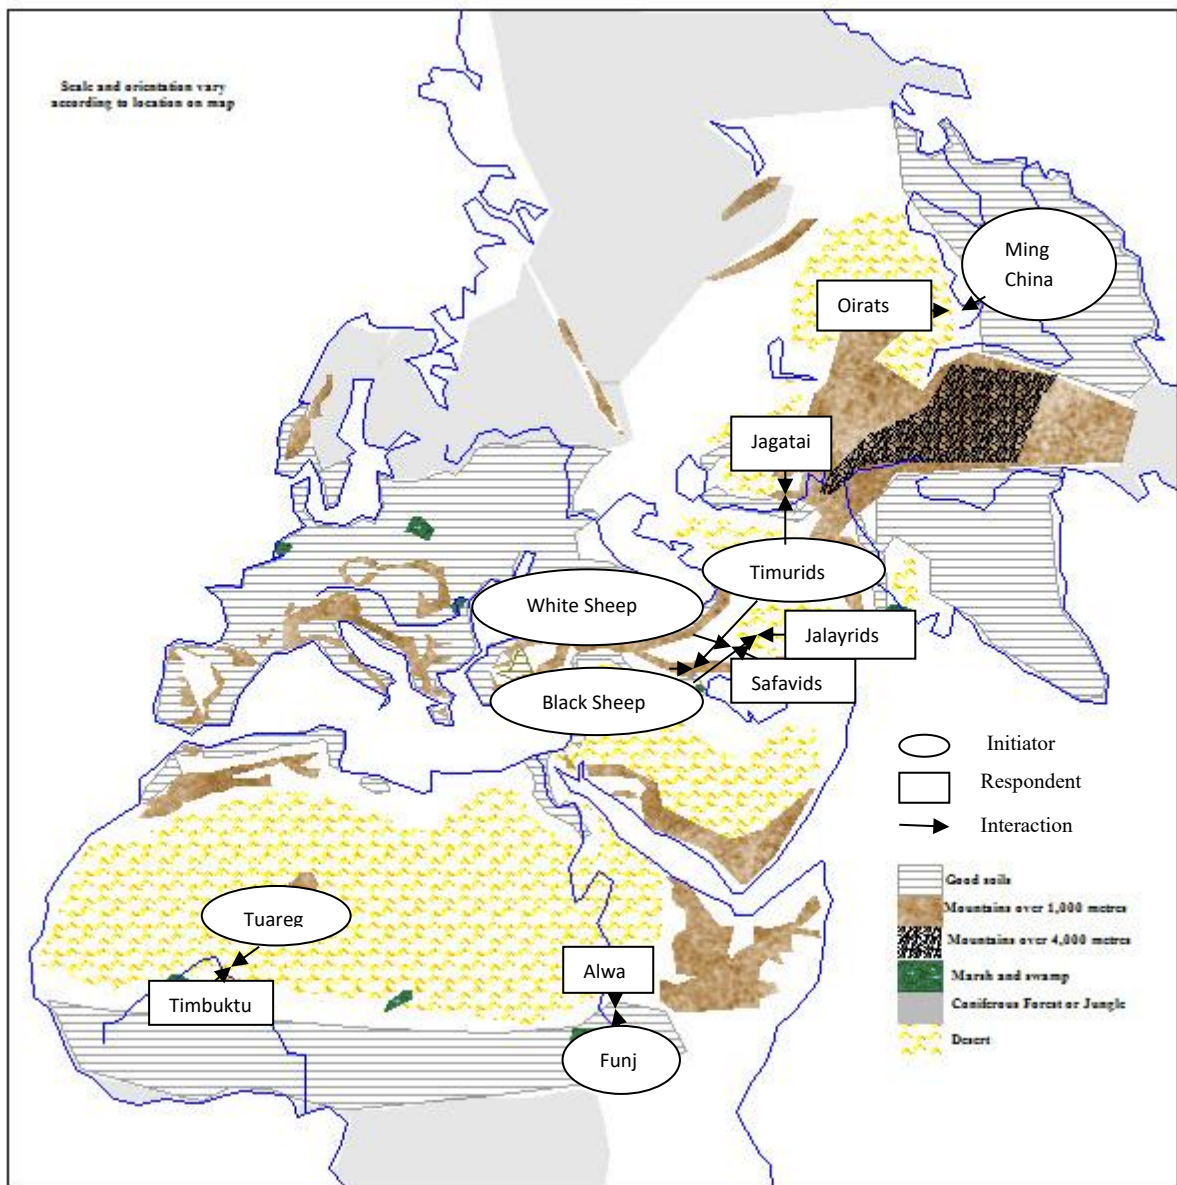 Scale and orientation vary
according to location on map
Ming
China
Oirats
Jagatai
Timurids
White Sheep
Jalayrids
Safavids
Black Sheep
Initiator
Respondent
Interaction
Good soils
Mountains over 1,000 metres
Mountains over 4,000 metres
Marsh and swamp
Coniferous Forest or Jungle
Desert
Tuareg
Alwa
Timbuktu
Funj